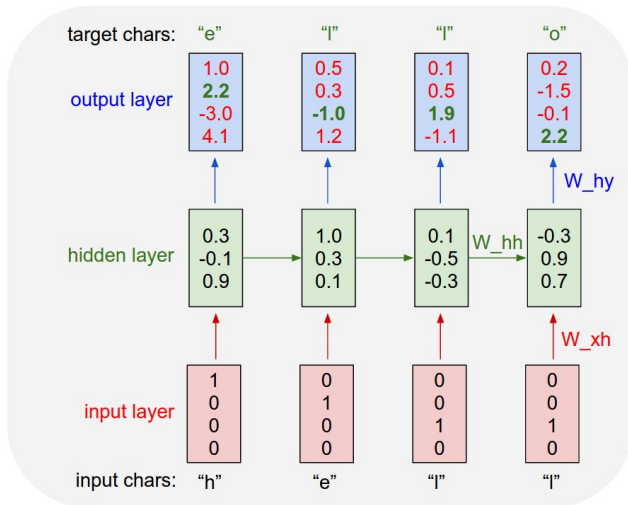 target chars: “e” “l” “l” “o”
output layer
1.0 0.5 0.1 0.2
2.2 0.3 0.5 -1.5
-3.0 -1.0 1.9 -0.1
4.1 1.2 -1.1 2.2
W_hy
hidden layer
0.3 1.0 0.1 -0.3
-0.1 0.3 -0.5 0.9
0.9 0.1 -0.3 0.7
W_hh
W_xh
input layer
1 0 0 0
0 1 0 0
0 0 1 1
0 0 0 0
input chars: “h” “e” “l” “l”